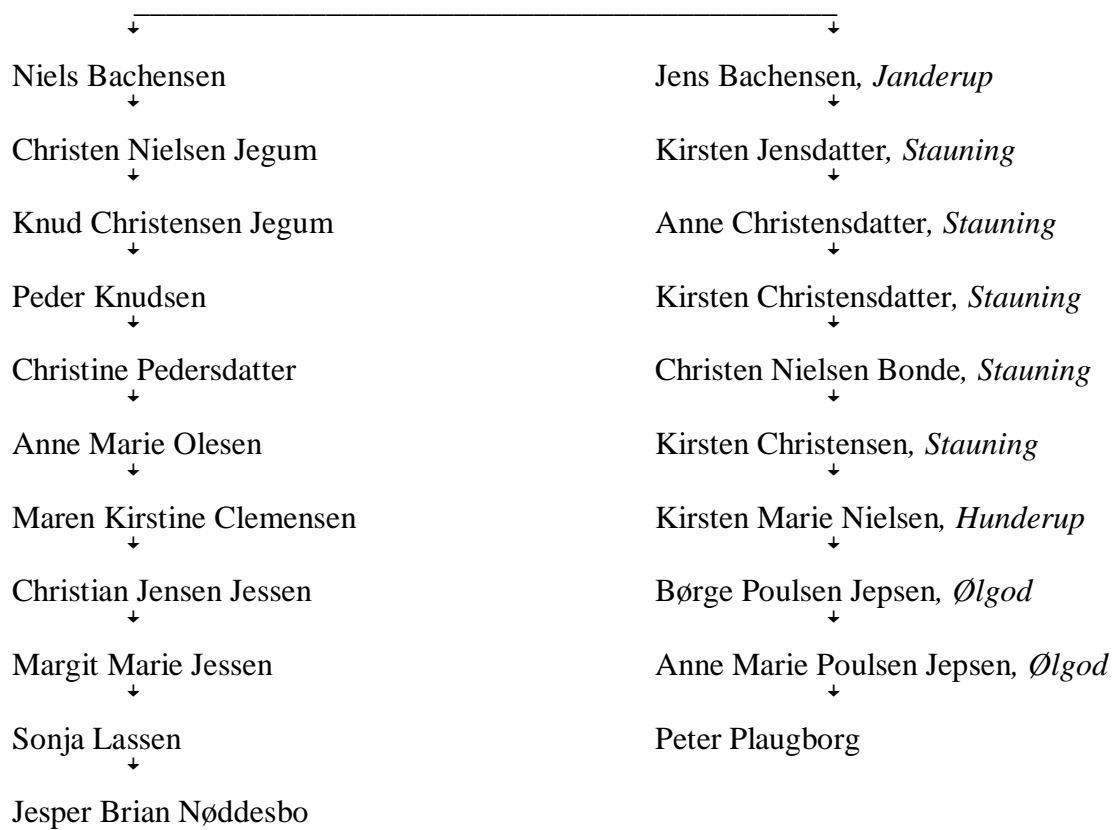 Niels Bachensen
Jens Bachensen, Janderup
Christen Nielsen Jegum
Kirsten Jensdatter, Stauning
Knud Christensen Jegum
Anne Christensdatter, Stauning
Peder Knudsen
Kirsten Christensdatter, Stauning
Christine Pedersdatter
Christen Nielsen Bonde, Stauning
Anne Marie Olesen
Kirsten Christensen, Stauning
Maren Kirstine Clemensen
Kirsten Marie Nielsen, Hunderup
Christian Jensen Jessen
Børge Poulsen Jepsen, Ølgod
Margit Marie Jessen
Anne Marie Poulsen Jepsen, Ølgod
Sonja Lassen
Peter Plaugborg
Jesper Brian Nøddesbo